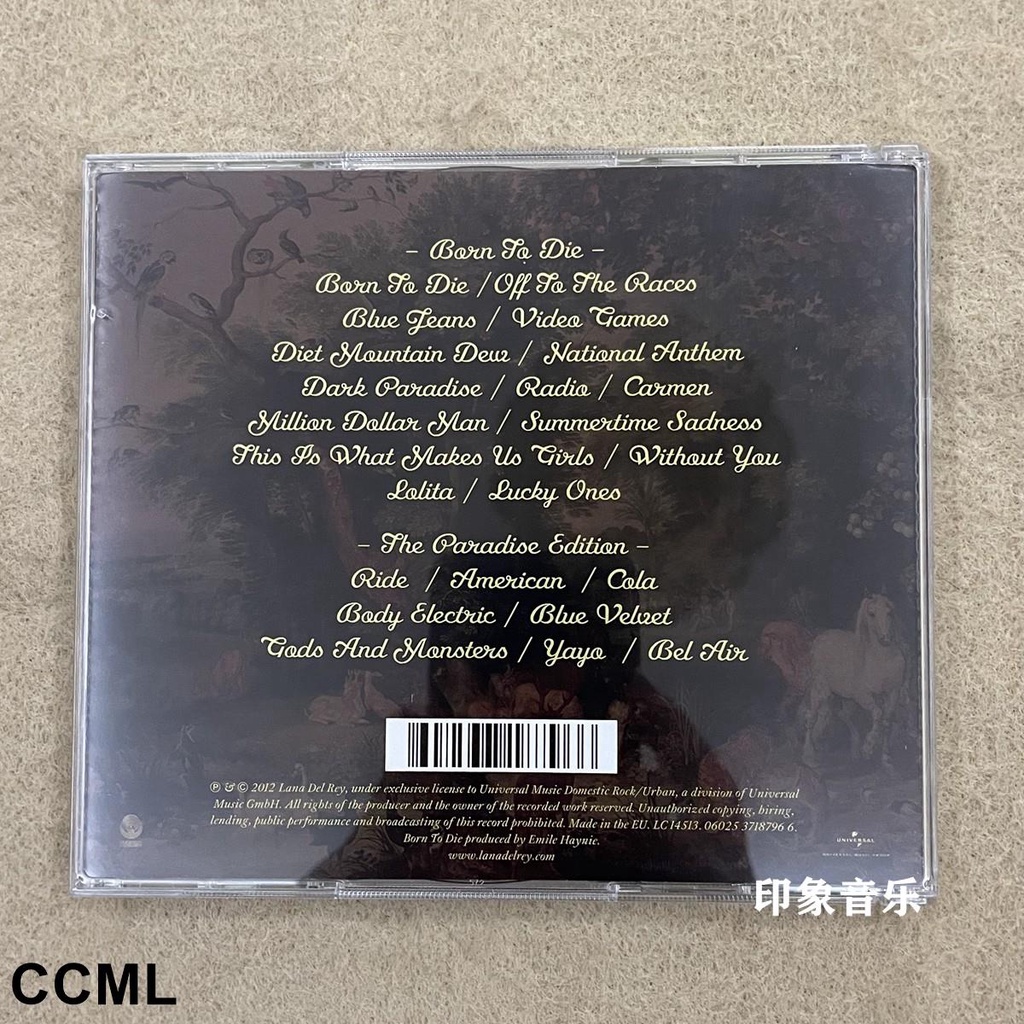 – Born To Die –
Born To Die / Off To The Races
Blue Jeans / Video Games
Diet Mountain Dew / National Anthem
Dark Paradise / Radio / Carmen
Million Dollar Man / Summertime Sadness
This Is What Makes Us Girls / Without You
Lolita / Lucky Ones
– The Paradise Edition –
Ride / American / Cola
Body Electric / Blue Velvet
Gods And Monsters / Yayo / Bel Air
℗ & © 2012 Lana Del Rey, under exclusive license to Universal Music Domestic Rock/Urban, a division of Universal
Music GmbH. All rights of the producer and the owner of the recorded work reserved. Unauthorized copying, hiring,
lending, public performance and broadcasting of this record prohibited. Made in the EU. LC14513. 06025 3718796 6.
Born To Die produced by Emile Haynie.
www.lanadelrey.com
UNIVERSAL
印象音乐
CCML